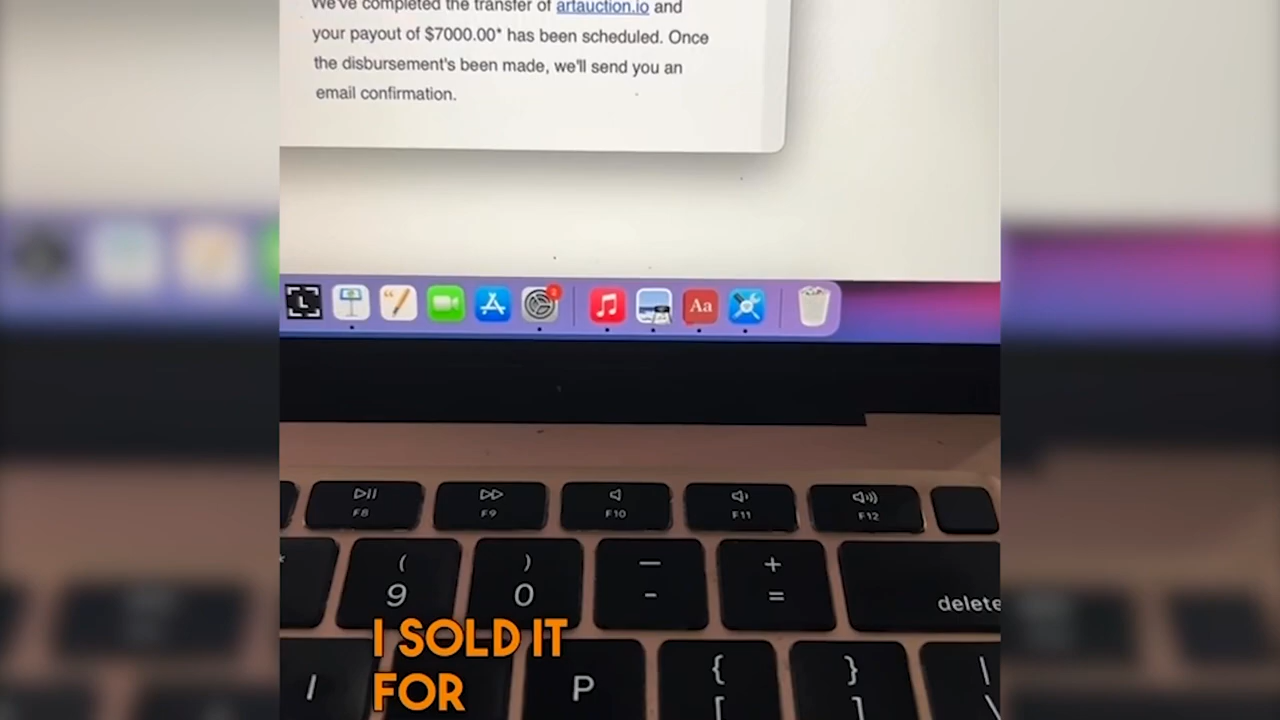 We've completed the transfer of artauction.io and
your payout of $7000.00* has been scheduled. Once
the disbursement's been made, we'll send you an
email confirmation.
L
2
Aa
F8
F9
F10
F11
F12
*
(
)
—
+
9
0
-
=
delete
I SOLD IT
FOR
I
P
{
}
|
[
]
\